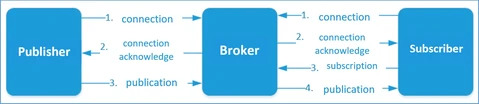 Publisher
1. connection
2. connection
acknowledge
3. publication
Broker
1. connection
2. connection
acknowledge
3. subscription
4. publication
Subscriber